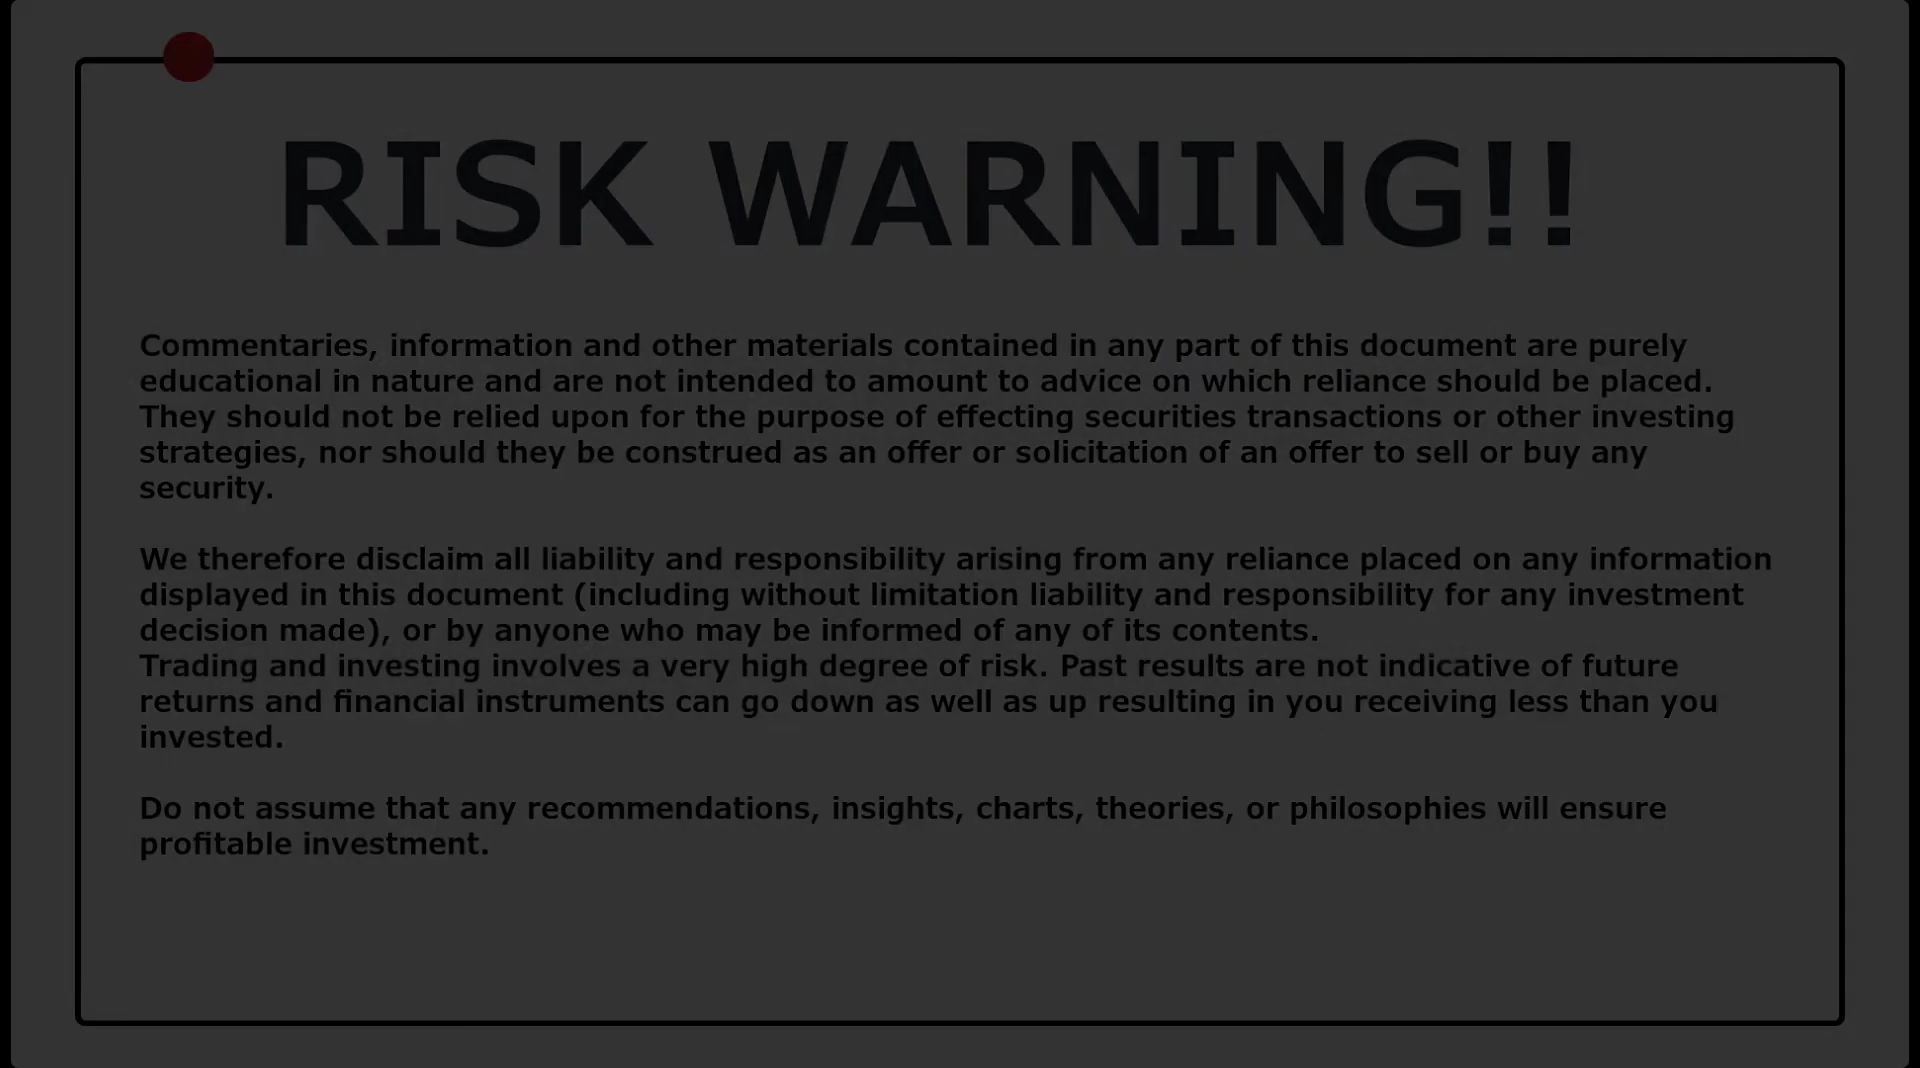 RISK WARNING!!
Commentaries, information and other materials contained in any part of this document are purely
educational in nature and are not intended to amount to advice on which reliance should be placed.
They should not be relied upon for the purpose of effecting securities transactions or other investing
strategies, nor should they be construed as an offer or solicitation of an offer to sell or buy any
security.
We therefore disclaim all liability and responsibility arising from any reliance placed on any information
displayed in this document (including without limitation liability and responsibility for any investment
decision made), or by anyone who may be informed of any of its contents.
Trading and investing involves a very high degree of risk. Past results are not indicative of future
returns and financial instruments can go down as well as up resulting in you receiving less than you
invested.
Do not assume that any recommendations, insights, charts, theories, or philosophies will ensure
profitable investment.